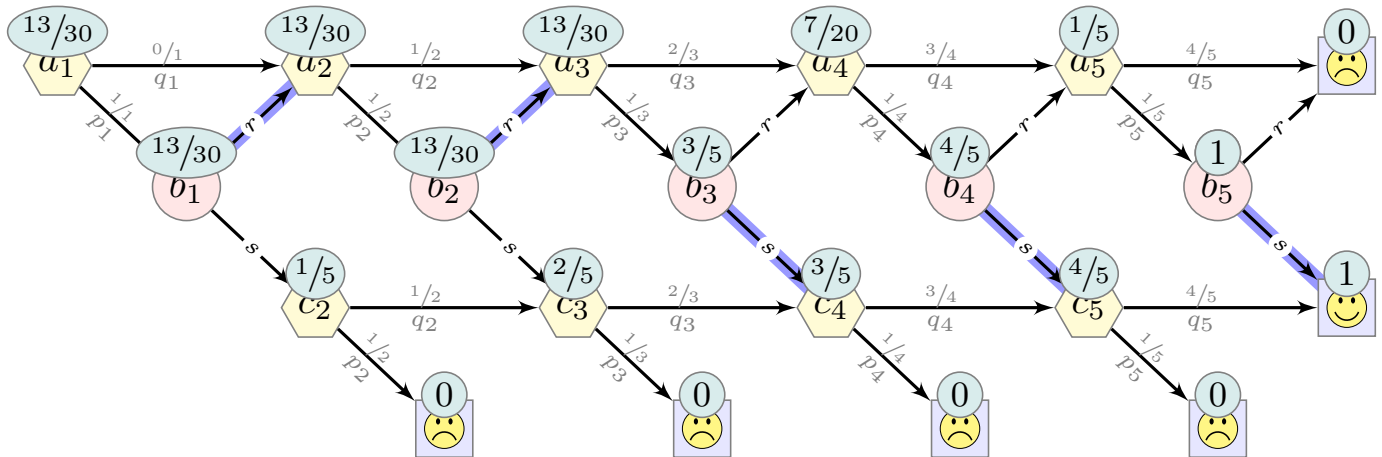 13/30 13/30 13/30 7/20 1/5 0
a1 0/1 q1 a2 1/2 q2 a3 2/3 q3 a4 3/4 q4 a5 4/5 q5
1/1 p1 r 1/2 p2 r 1/3 p3 r 1/4 p4 r 1/5 p5 r
13/30 13/30 3/5 4/5 1
b1 b2 b3 b4 b5
s s s s s
1/5 2/5 3/5 4/5 1
c2 1/2 q2 c3 2/3 q3 c4 3/4 q4 c5 4/5 q5
1/2 p2 1/3 p3 1/4 p4 1/5 p5
0 0 0 0